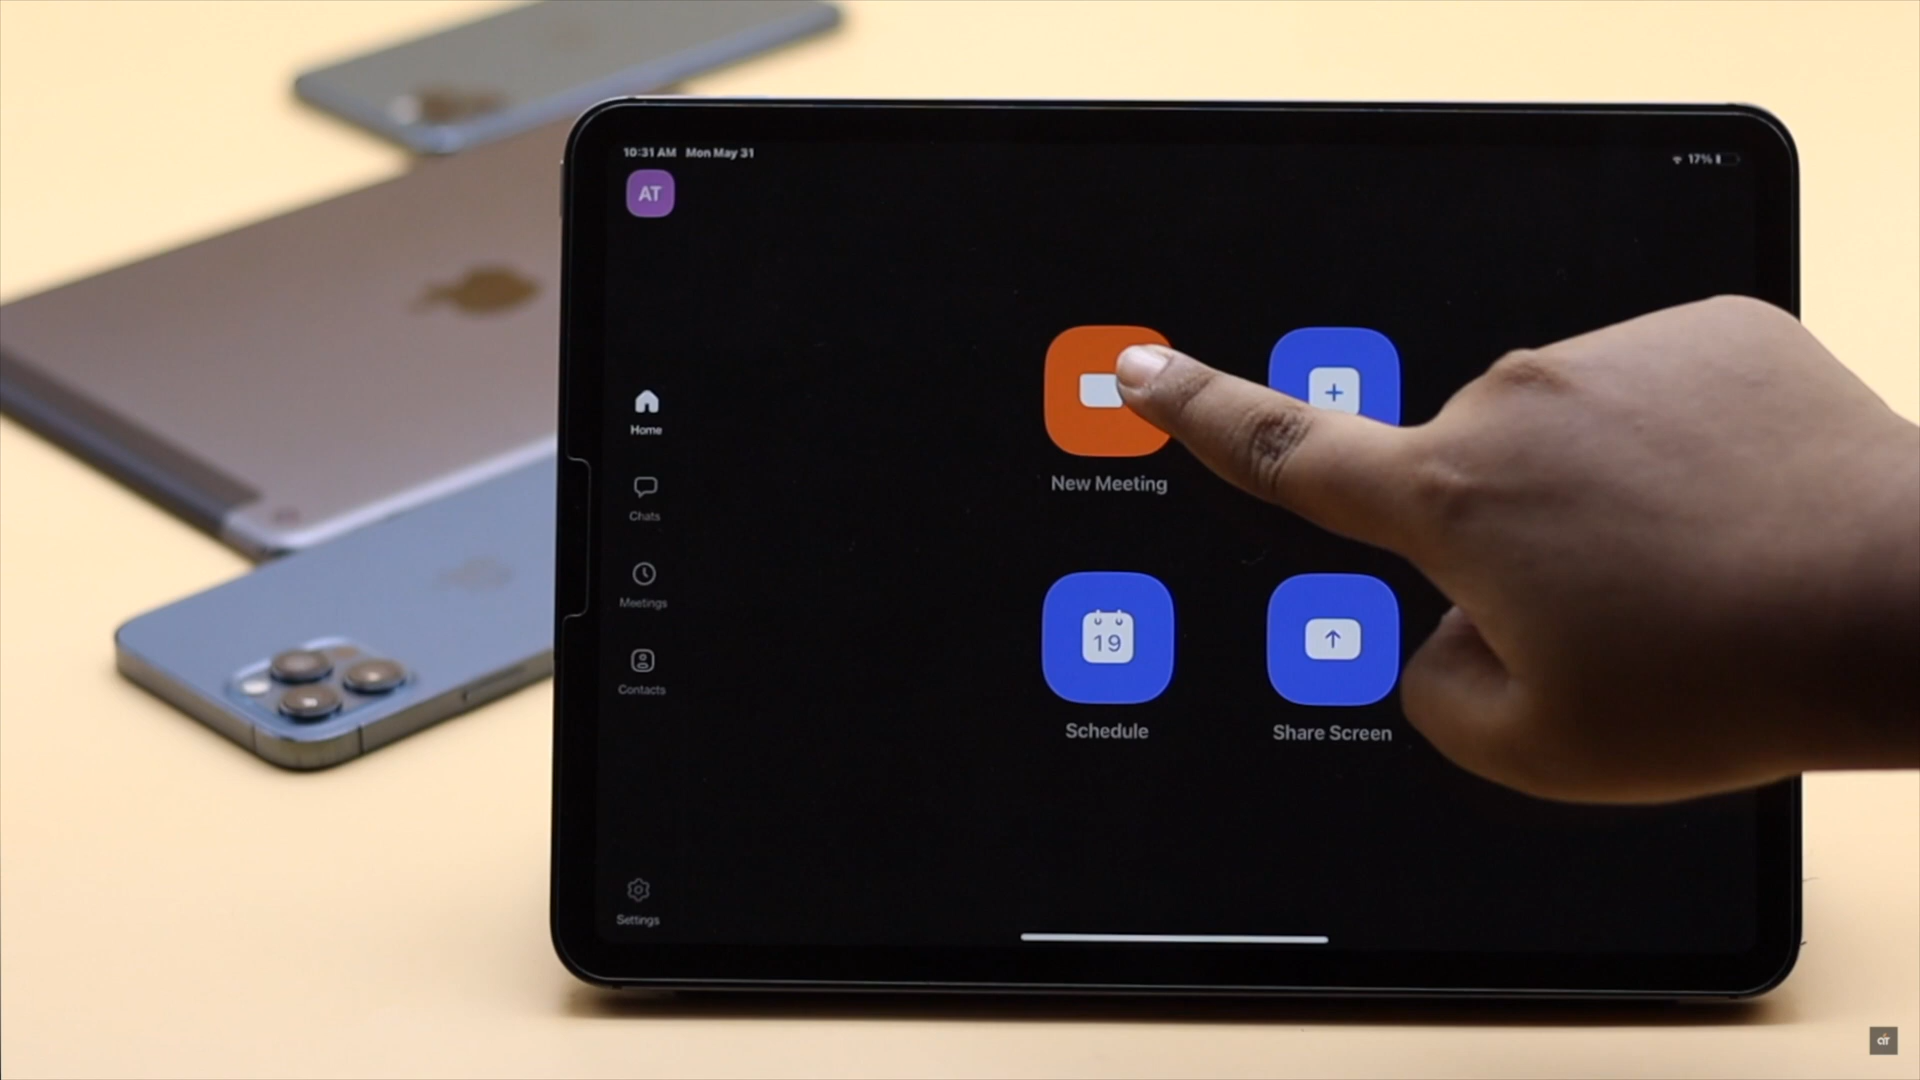 10:31 AM Mon May 31
17%
AT
Home
Chats
Meetings
Contacts
Settings
New Meeting
19
Schedule
Share Screen